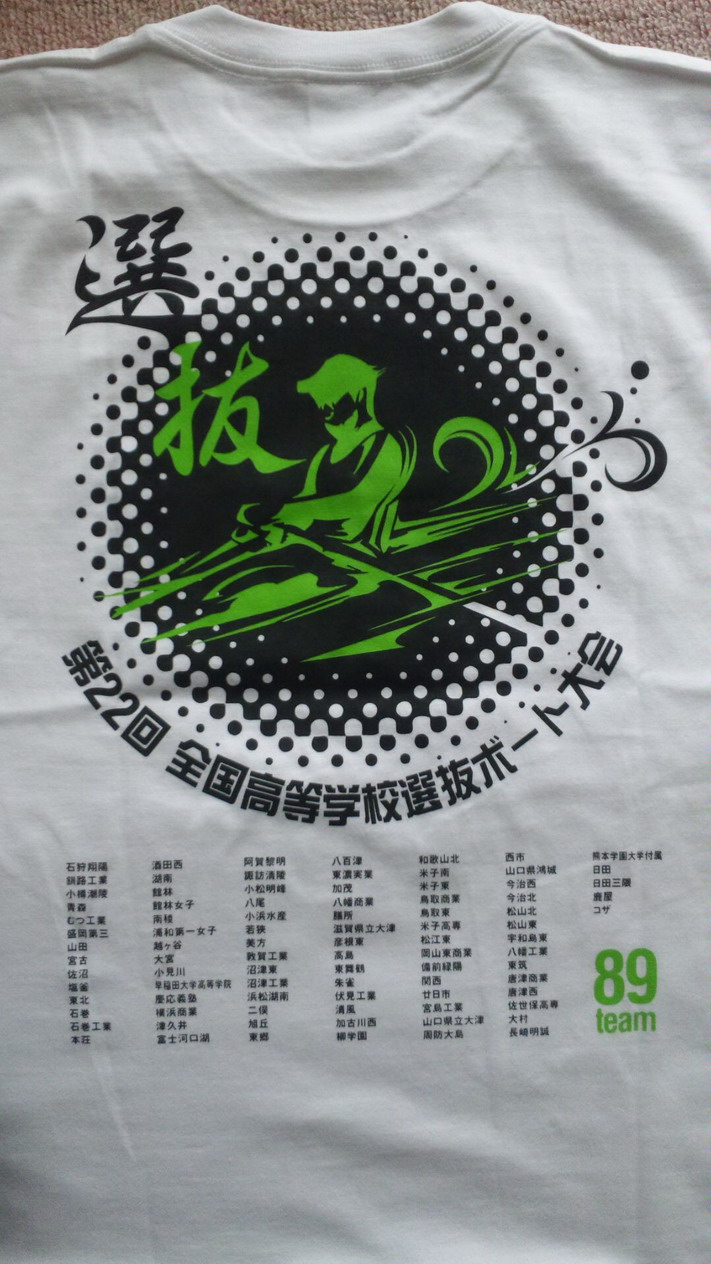 選
抜
第22回 全国高等学校選抜ボート大会
石狩翔陽
釧路工業
小樽潮陵
青森
むつ工業
盛岡第三
山田
宮古
佐沼
塩釜
東北
石巻
石巻工業
本荘
酒田西
湖南
館林
館林女子
南稜
浦和第一女子
越ヶ谷
大宮
小見川
早稲田大学高等学院
慶応義塾
横浜商業
津久井
富士河口湖
阿賀黎明
諏訪清陵
小松明峰
八尾
小浜水産
若狭
美方
敦賀工業
沼津東
沼津工業
浜松湖南
二俣
旭丘
東郷
八百津
東濃実業
加茂
八幡商業
膳所
滋賀県立大津
彦根東
高島
東舞鶴
朱雀
伏見工業
清風
加古川西
柳学園
和歌山北
米子南
米子東
鳥取商業
鳥取東
米子高専
松江東
岡山東商業
備前緑陽
関西
廿日市
宮島工業
山口県立大津
周防大島
西市
山口県鴻城
今治西
今治北
松山北
松山東
宇和島東
八幡工業
東筑
唐津商業
唐津西
佐世保高専
大村
長崎明誠
熊本学園大学付属
日田
日田三隈
鹿屋
コザ
89
team